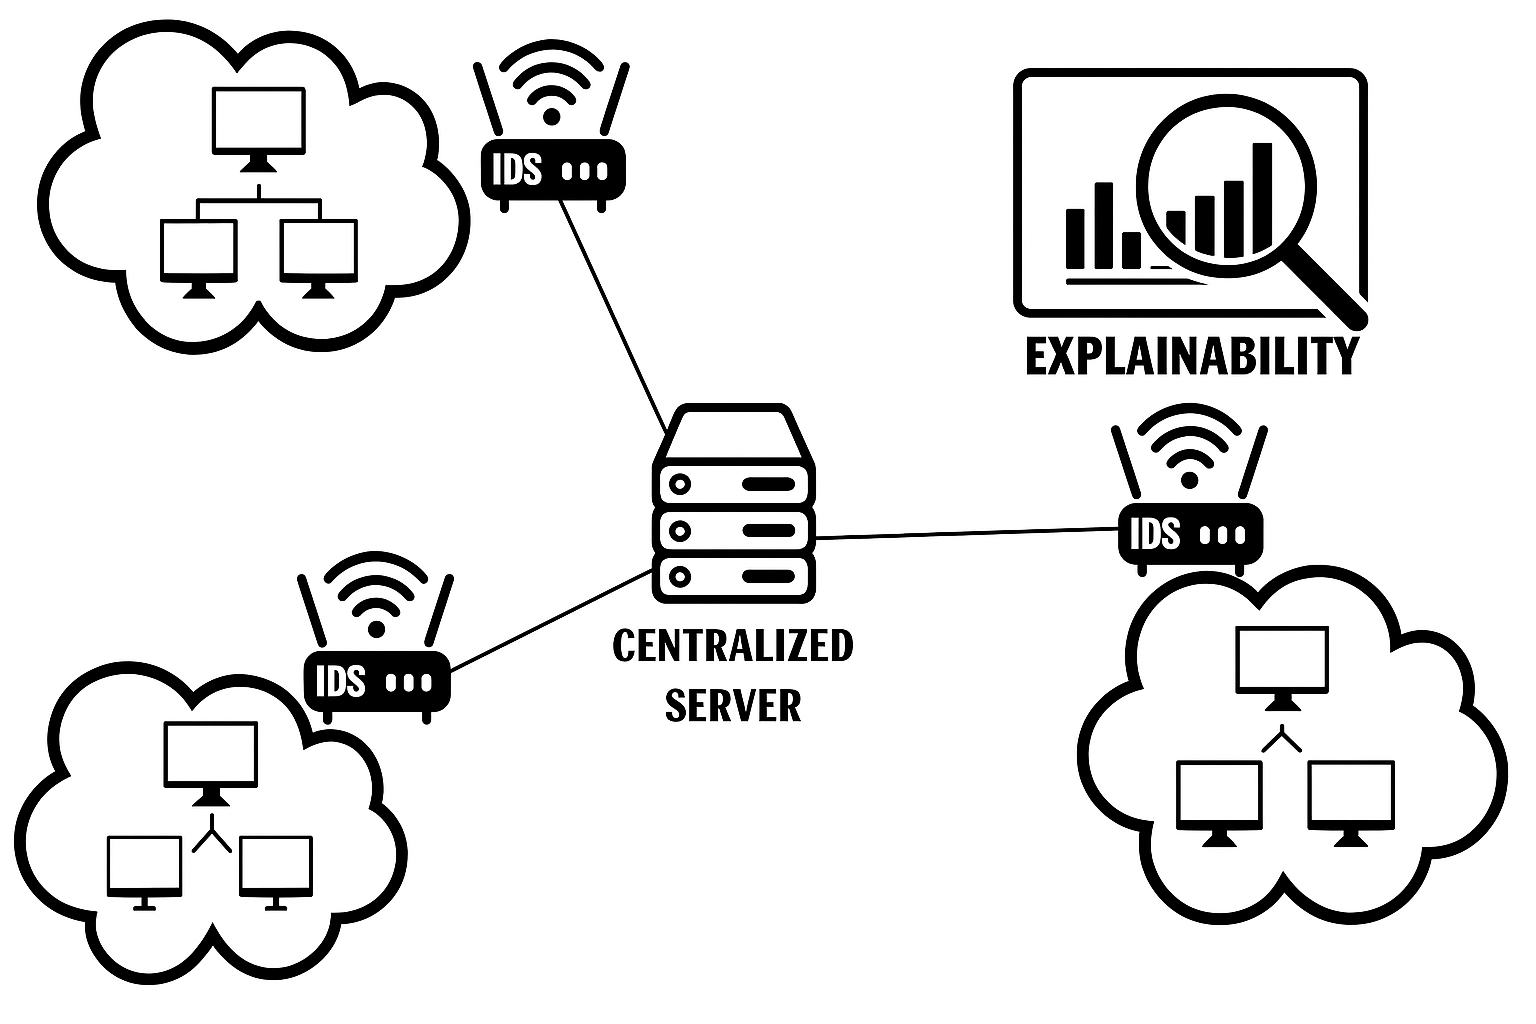 IDS
EXPLAINABILITY
IDS
IDS
CENTRALIZED
SERVER